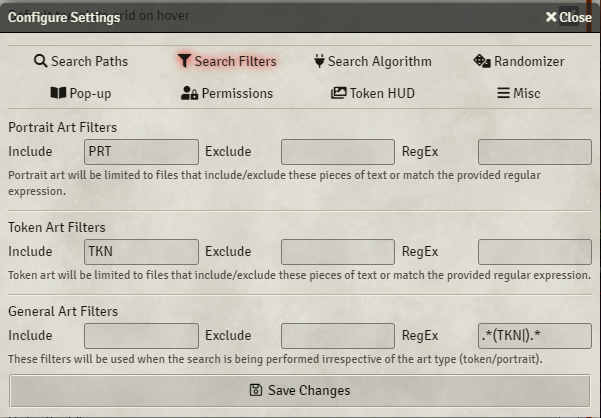 grid on hover
Configure Settings
Close
Search Paths
Search Filters
Search Algorithm
Randomizer
Pop-up
Permissions
Token HUD
Misc
Portrait Art Filters
Include PRT Exclude RegEx
Portrait art will be limited to files that include/exclude these pieces of text or match the provided regular
expression.
Token Art Filters
Include TKN Exclude RegEx
Token art will be limited to files that include/exclude these pieces of text or match the provided regular expression.
General Art Filters
Include Exclude RegEx .*(TKN|).*
These filters will be used when the search is being performed irrespective of the art type (token/portrait).
Save Changes